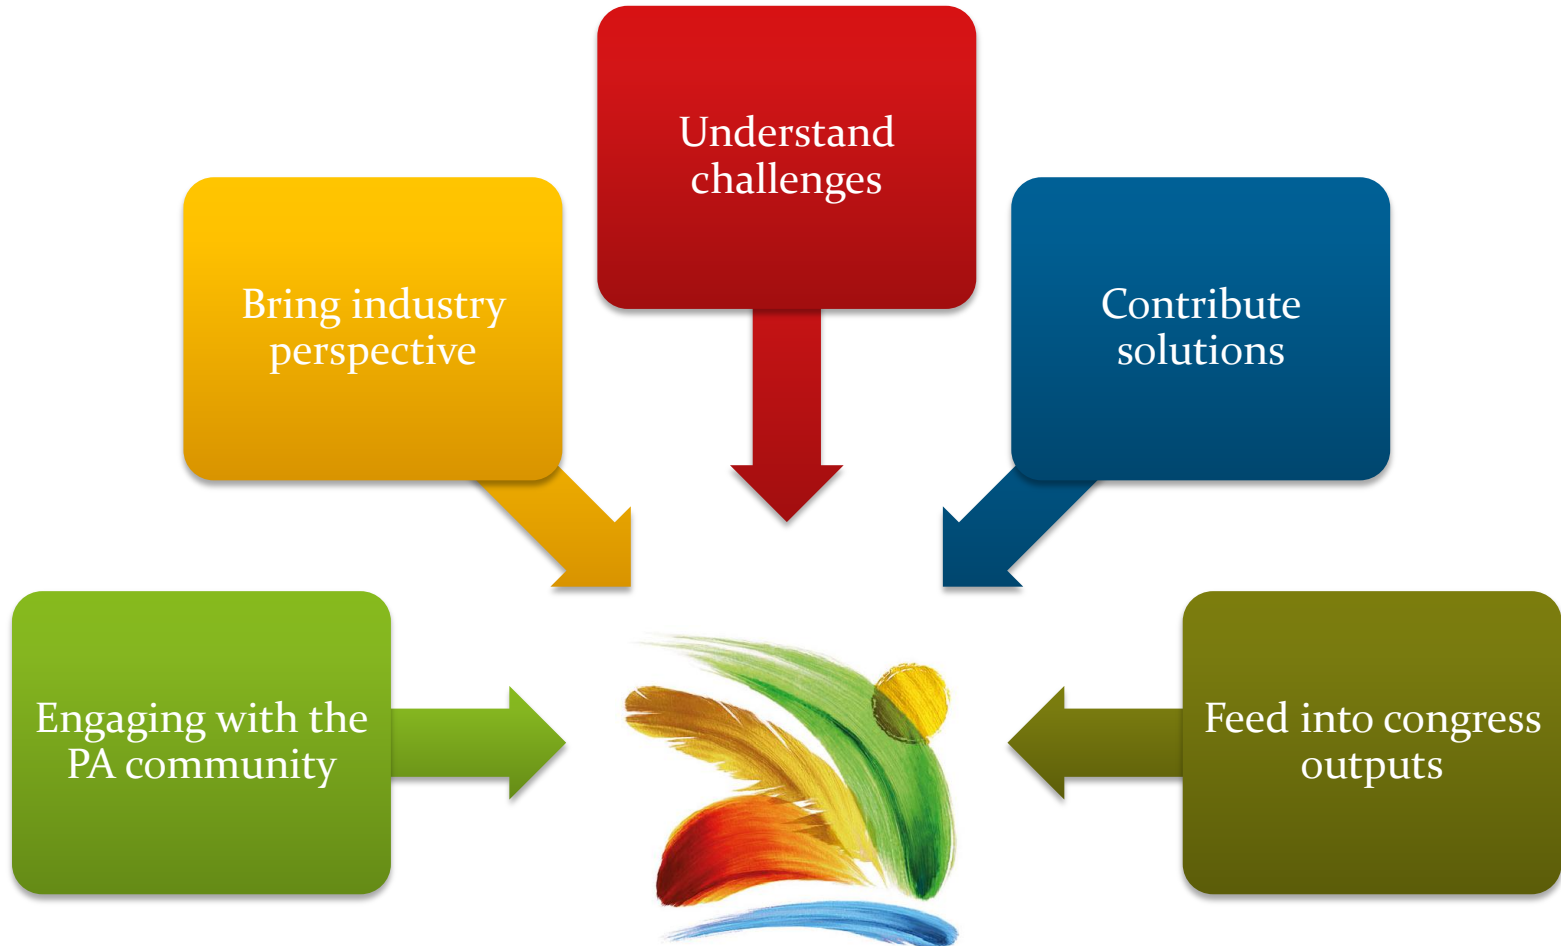 Understand
challenges
Bring industry
perspective
Contribute
solutions
Engaging with the
PA community
Feed into congress
outputs